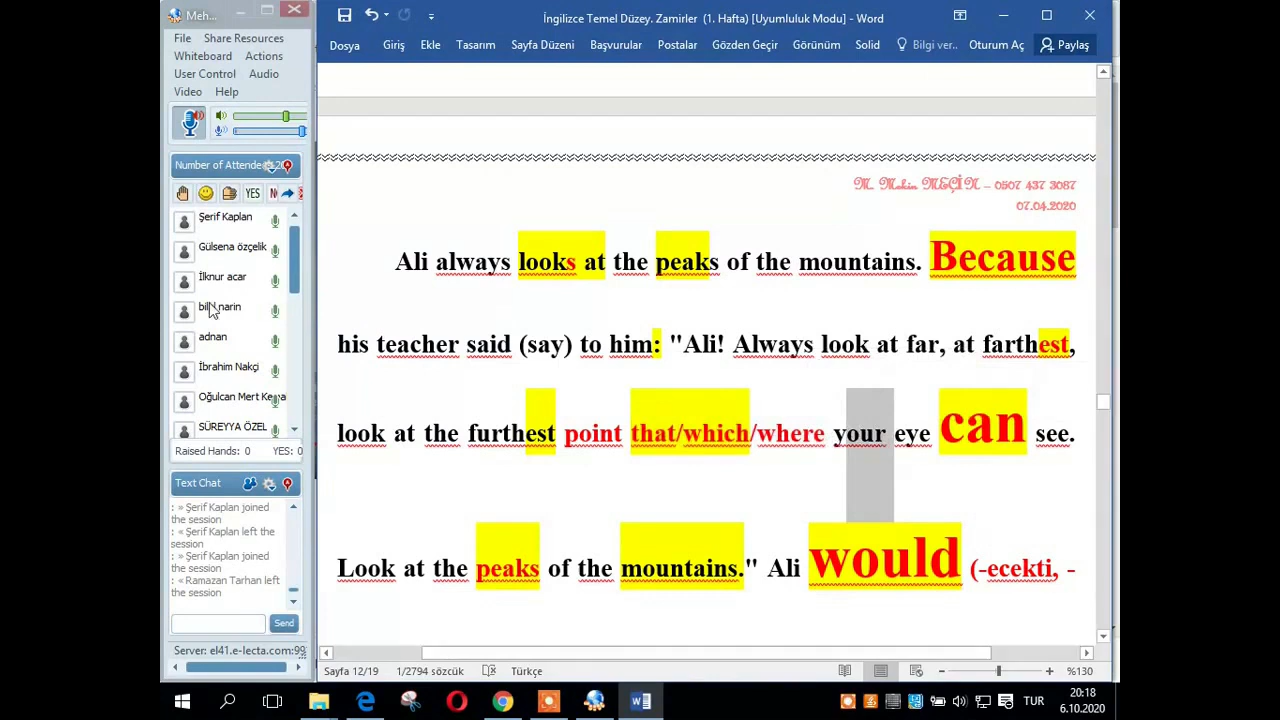 Meh...
File Share Resources
Whiteboard Actions
User Control Audio
Video Help
Number of Attende
YES
Şerif Kaplan
Gülsena özçelik
İlknur acar
narin
adnan
İbrahim Nakçi
Oğulcan Mert
SÜREYYA ÖZEL
Raised Hands: 0 YES: 0
Text Chat
: « Şerif Kaplan joined
the session
: « Şerif Kaplan left the
session
: » Şerif Kaplan joined
the session
: « Ramazan Tarhan left
the session
Send
Server: el41.e-lecta.com:99
İngilizce Temel Düzey. Zamirler (1. Hafta) [Uyumluluk Modu] - Word
Dosya Giriş Ekle Tasarım Sayfa Düzeni Başvurular Postalar Gözden Geçir Görünüm Solid Bilgi ver.. Oturum Aç Paylaş
M. Metin MEÇİN – 0507 437 3087
07.04.2020
Ali always looks at the peaks of the mountains. Because
his teacher said (say) to him: "Ali! Always look at far, at farthest,
look at the furthest point that/which/where your eye can see.
Look at the peaks of the mountains." Ali would (-ecekti, -
Sayfa 12/19 1/2794 sözcük Türkçe %130
TUR
20:18
6.10.2020